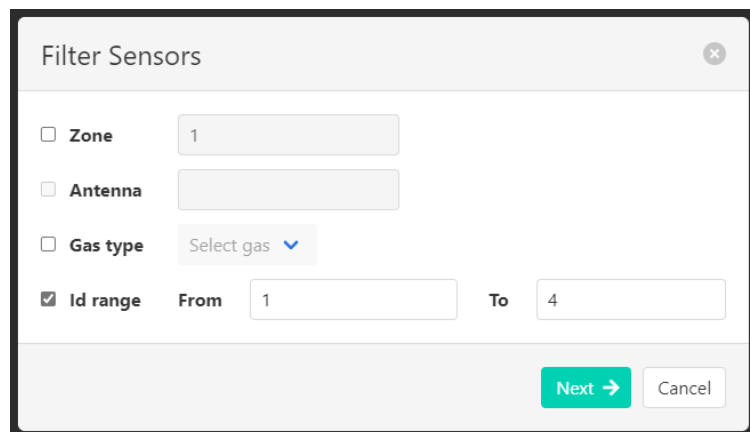 Filter Sensors
Zone 1
Antenna
Gas type Select gas
Id range From 1 To 4
Next Cancel